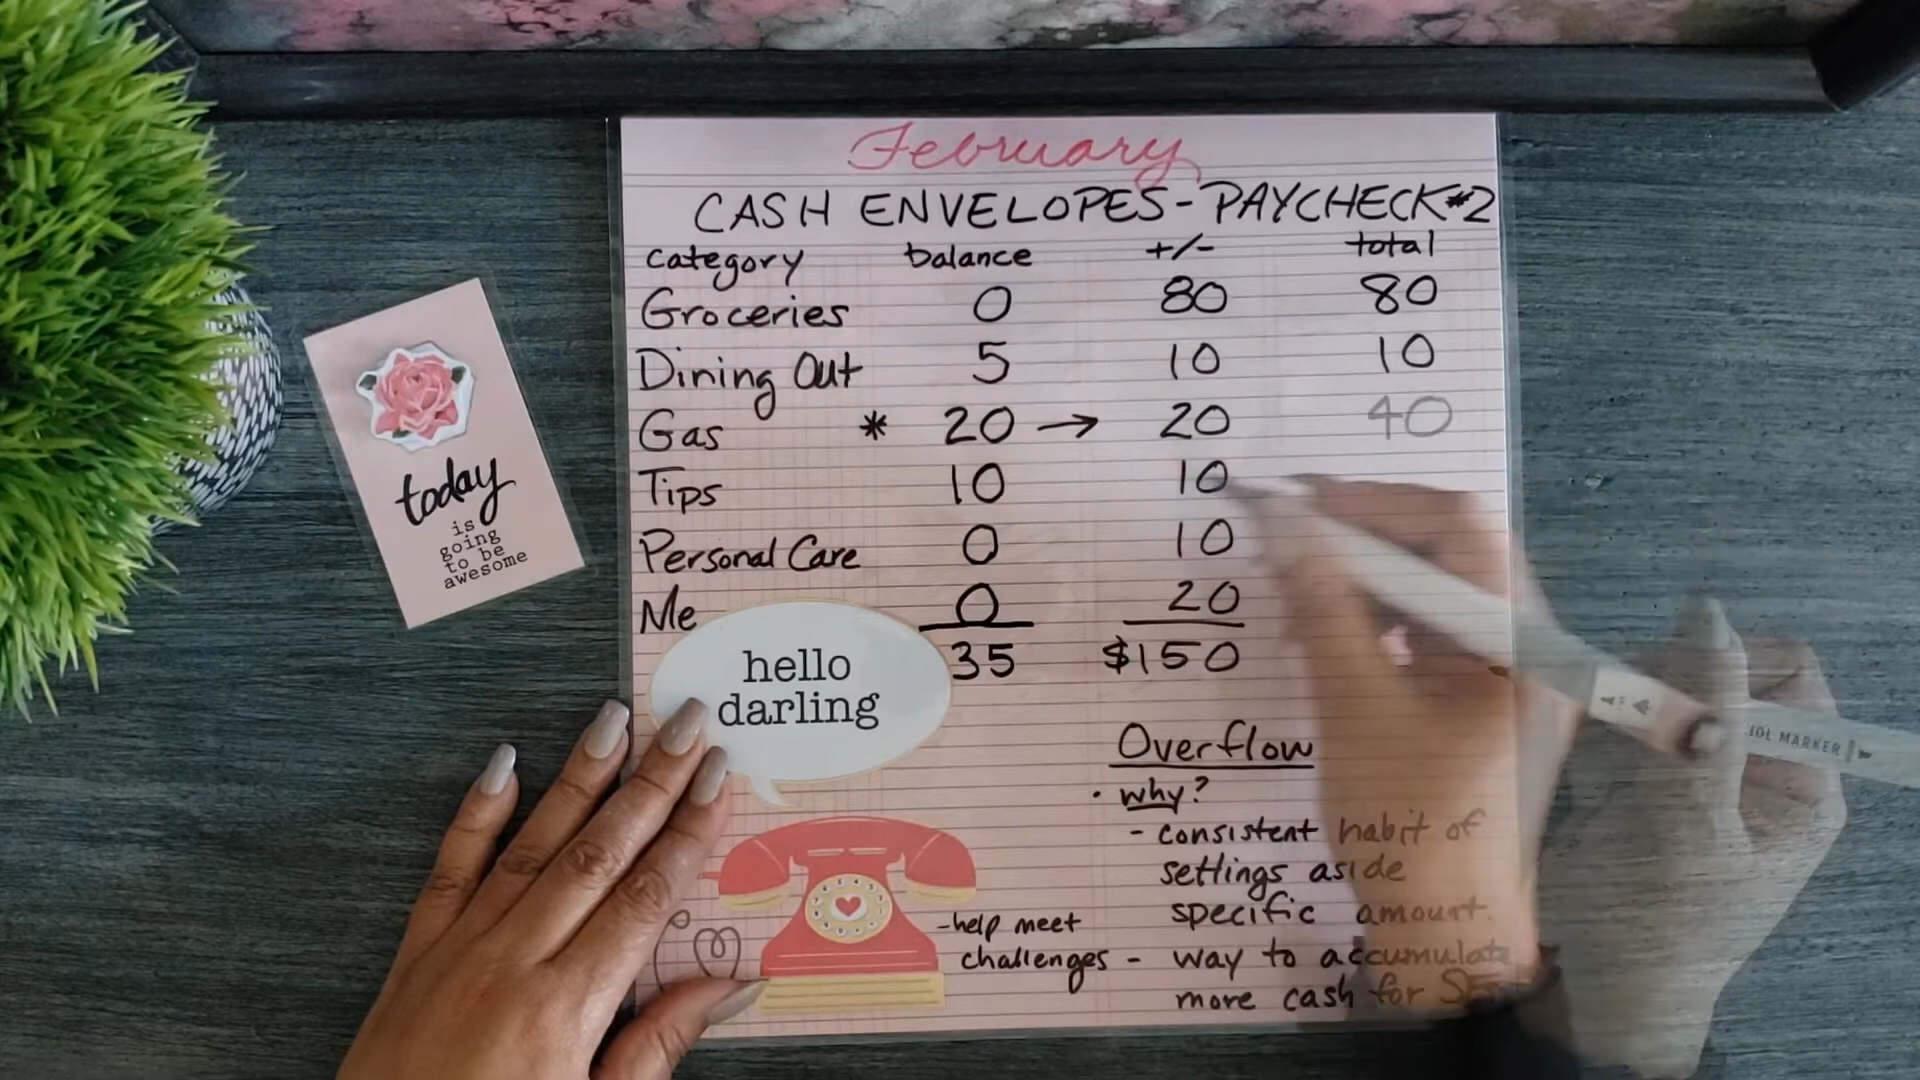 February
CASH ENVELOPES - PAYCHECK #2
category balance +/- total
Groceries 0 80 80
Dining Out 5 10 10
Gas * 20 → 20 40
Tips 10 10
Personal Care 0 10
Me 0 20
35 $150
hello
darling
Overflow
• why?
- consistent habit of
settings aside
specific amount.
- way to accumulate
more cash for
-help meet
challenges
today
is
going
to be
awesome
MARKER